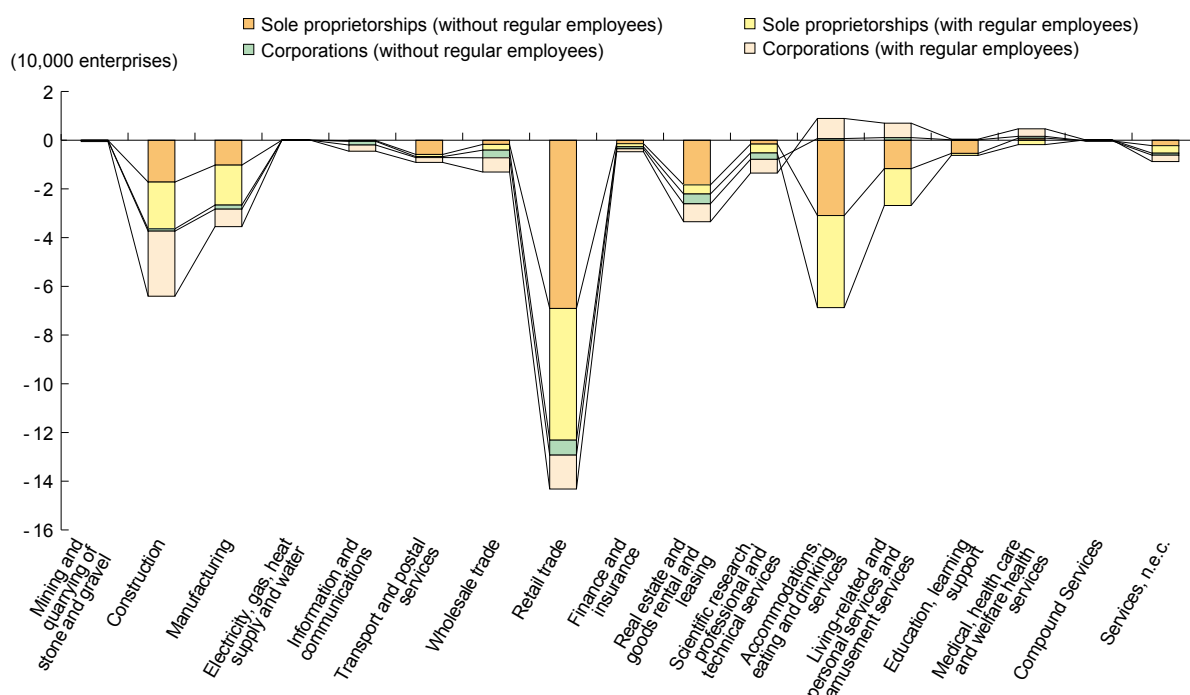 Sole proprietorships (without regular employees)
Sole proprietorships (with regular employees)
Corporations (without regular employees)
Corporations (with regular employees)
(10,000 enterprises)
2
0
- 2
- 4
- 6
- 8
- 10
- 12
- 14
- 16
Mining and
quarrying of
stone and gravel
Construction
Manufacturing
Electricity, gas, heat
supply and water
Information and
communications
Transport and postal
services
Wholesale trade
Retail trade
Finance and
insurance
Real estate and
goods rental and
leasing
Scientific research,
professional and
technical services
Accommodations,
eating and drinking
services
Living-related and
personal services and
amusement services
Education, learning
support
Medical, health care
and welfare health
services
Compound Services
Services, n.e.c.